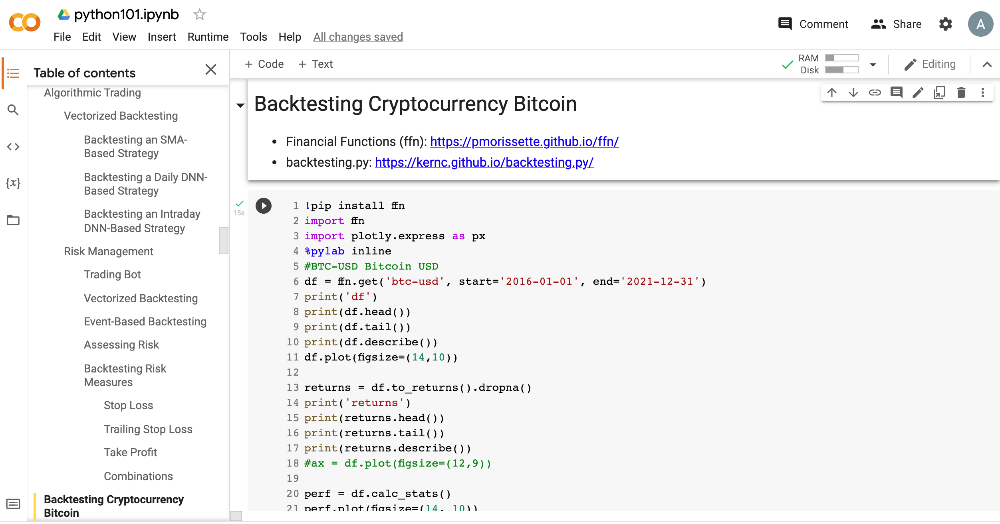 python101.ipynb
File Edit View Insert Runtime Tools Help All changes saved
Comment Share A
Table of contents
Algorithmic Trading
Vectorized Backtesting
Backtesting an SMA-
Based Strategy
Backtesting a Daily DNN-
Based Strategy
Backtesting an Intraday
DNN-Based Strategy
Risk Management
Trading Bot
Vectorized Backtesting
Event-Based Backtesting
Assessing Risk
Backtesting Risk
Measures
Stop Loss
Trailing Stop Loss
Take Profit
Combinations
Backtesting Cryptocurrency
Bitcoin
+ Code + Text
RAM
Disk
Editing
Backtesting Cryptocurrency Bitcoin
• Financial Functions (ffn): https://pmorissette.github.io/ffn/
• backtesting.py: https://kernc.github.io/backtesting.py/
15s
1 !pip install ffn
2 import ffn
3 import plotly.express as px
4 %pylab inline
5 #BTC-USD Bitcoin USD
6 df = ffn.get('btc-usd', start='2016-01-01', end='2021-12-31')
7 print('df')
8 print(df.head())
9 print(df.tail())
10 print(df.describe())
11 df.plot(figsize=(14,10))
12
13 returns = df.to_returns().dropna()
14 print('returns')
15 print(returns.head())
16 print(returns.tail())
17 print(returns.describe())
18 #ax = df.plot(figsize=(12,9))
19
20 perf = df.calc_stats()
21 perf.plot(figsize=(14, 10))